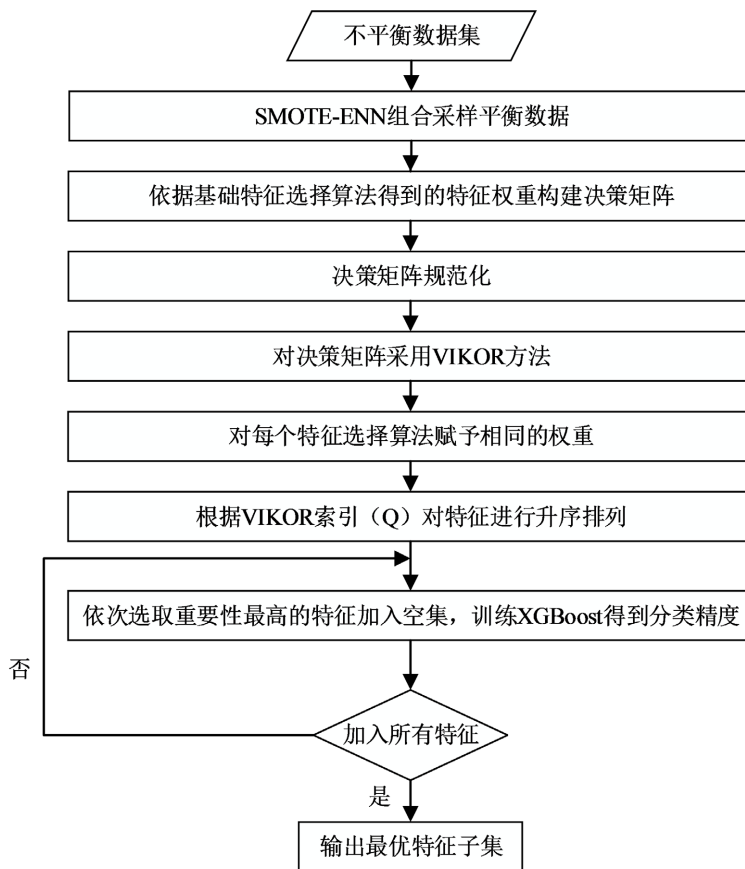 不平衡数据集
SMOTE-ENN组合采样平衡数据
依据基础特征选择算法得到的特征权重构建决策矩阵
决策矩阵规范化
对决策矩阵采用VIKOR方法
对每个特征选择算法赋予相同的权重
根据VIKOR索引（Q）对特征进行升序排列
依次选取重要性最高的特征加入空集，训练XGBoost得到分类精度
否
加入所有特征
是
输出最优特征子集